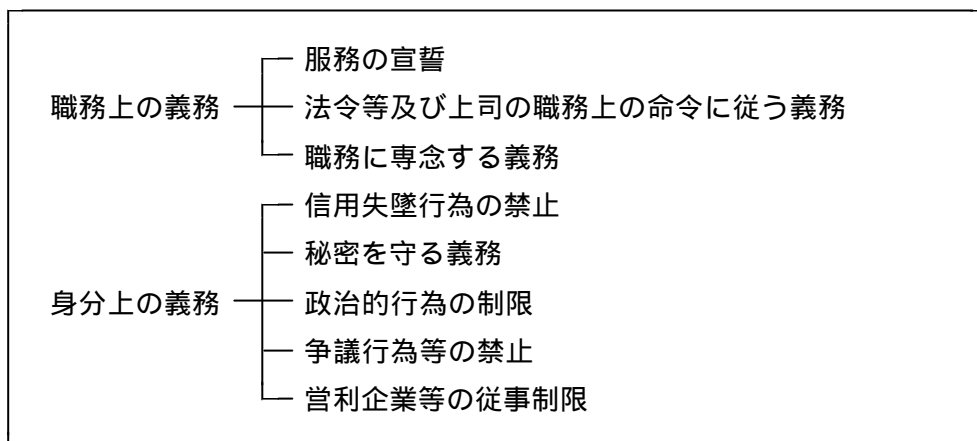 服務の宣誓
職務上の義務
法令等及び上司の職務上の命令に従う義務
職務に専念する義務
信用失墜行為の禁止
秘密を守る義務
身分上の義務
政治的行為の制限
争議行為等の禁止
営利企業等の従事制限